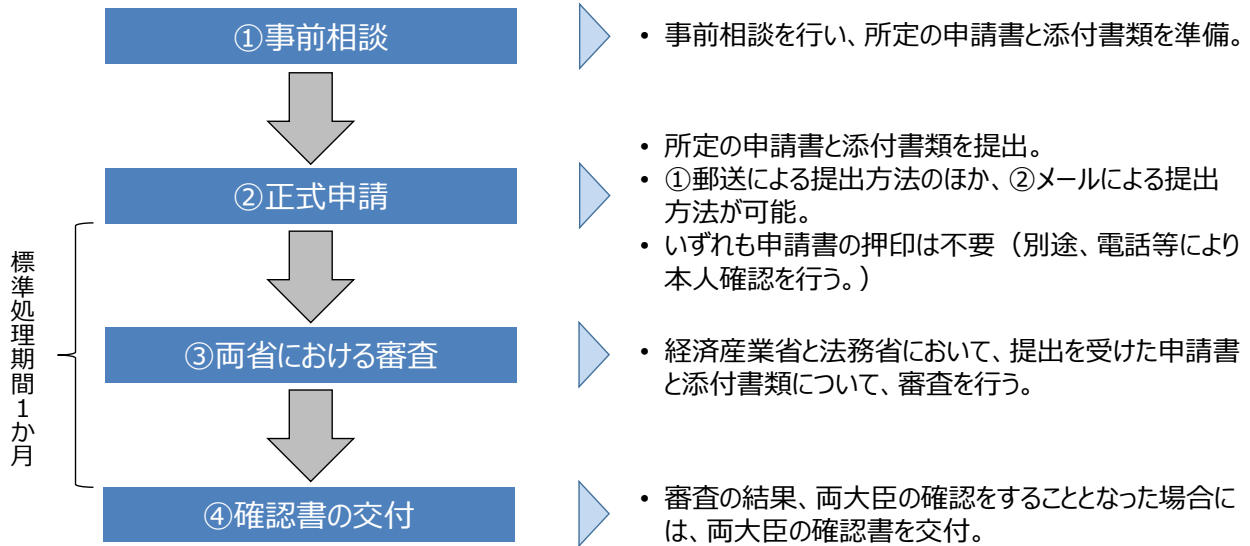 ①事前相談
• 事前相談を行い、所定の申請書と添付書類を準備。
②正式申請
• 所定の申請書と添付書類を提出。
• ①郵送による提出方法のほか、②メールによる提出
方法が可能。
• いずれも申請書の押印は不要（別途、電話等により
本人確認を行う。）
標準処理期間１か月
③両省における審査
• 経済産業省と法務省において、提出を受けた申請書
と添付書類について、審査を行う。
④確認書の交付
• 審査の結果、両大臣の確認をすることとなった場合に
は、両大臣の確認書を交付。